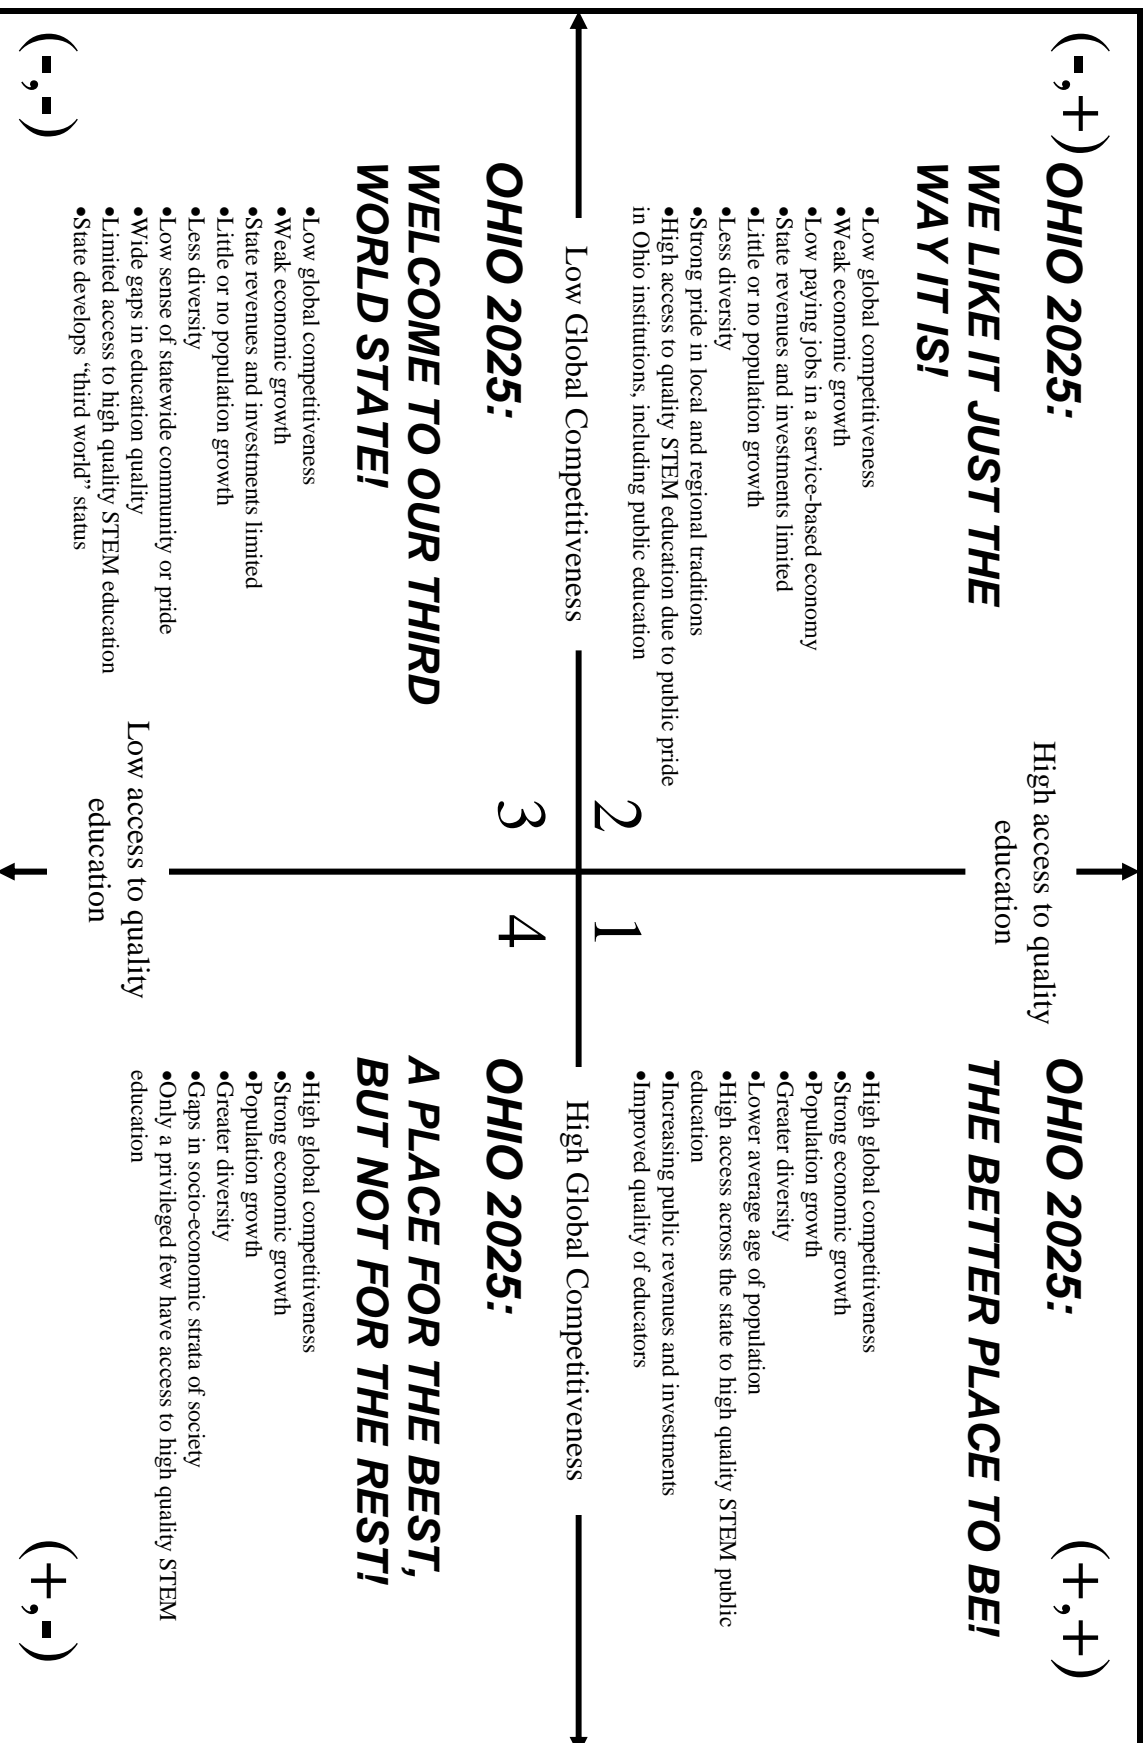 (-,+)
OHIO 2025:
WE LIKE IT JUST THE
WAY IT IS!
•Low global competitiveness
•Weak economic growth
•Low paying jobs in a service-based economy
•State revenues and investments limited
•Little or no population growth
•Less diversity
•Strong pride in local and regional traditions
•High access to quality STEM education due to public pride
in Ohio institutions, including public education
High access to quality
education
(+,+)
OHIO 2025:
THE BETTER PLACE TO BE!
•High global competitiveness
•Strong economic growth
•Population growth
•Greater diversity
•Lower average age of population
•High access across the state to high quality STEM public
education
•Increasing public revenues and investments
•Improved quality of educators
2
1
Low Global Competitiveness
High Global Competitiveness
3
4
OHIO 2025:
WELCOME TO OUR THIRD
WORLD STATE!
•Low global competitiveness
•Weak economic growth
•State revenues and investments limited
•Little or no population growth
•Less diversity
•Low sense of statewide community or pride
•Wide gaps in education quality
•Limited access to high quality STEM education
•State develops “third world” status
(-,-)
Low access to quality
education
OHIO 2025:
A PLACE FOR THE BEST,
BUT NOT FOR THE REST!
•High global competitiveness
•Strong economic growth
•Population growth
•Greater diversity
•Gaps in socio-economic strata of society
•Only a privileged few have access to high quality STEM
education
(+,-)